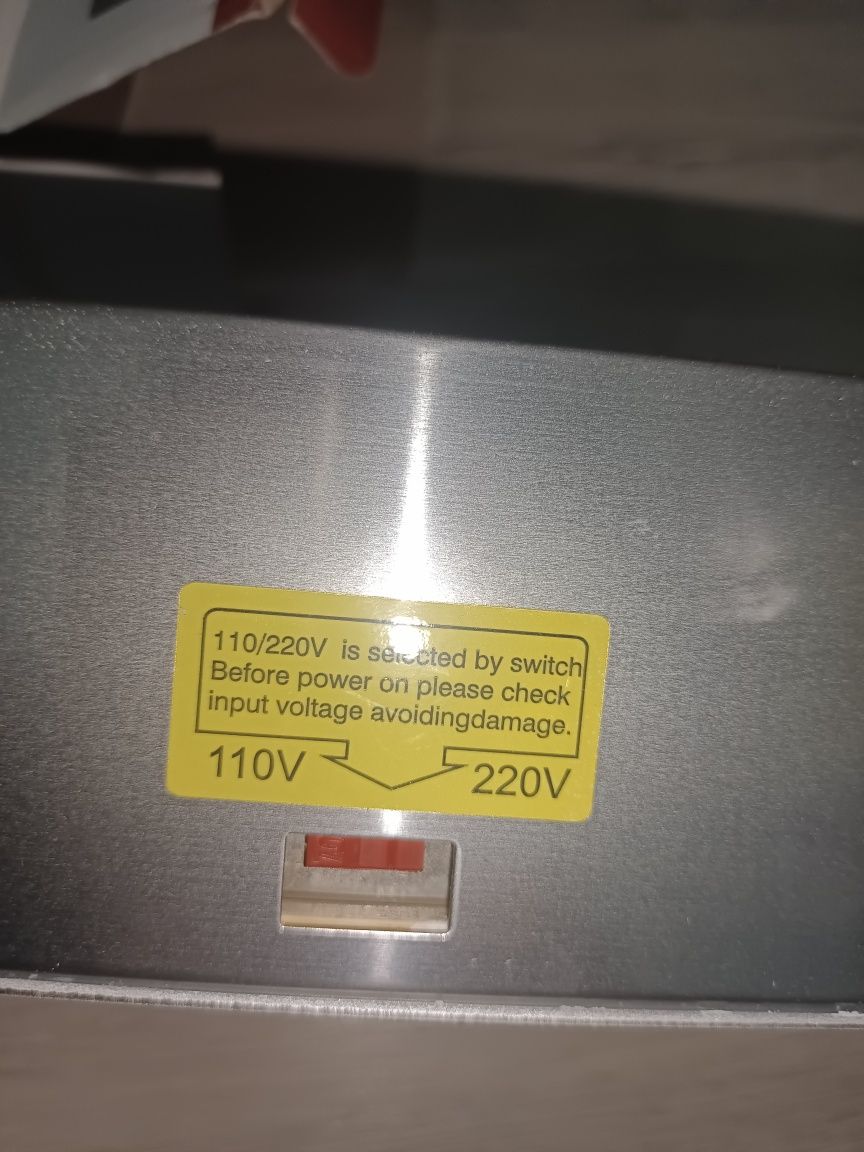 110/220V is selected by switch
Before power on please check
input voltage avoidingdamage.
110V 220V